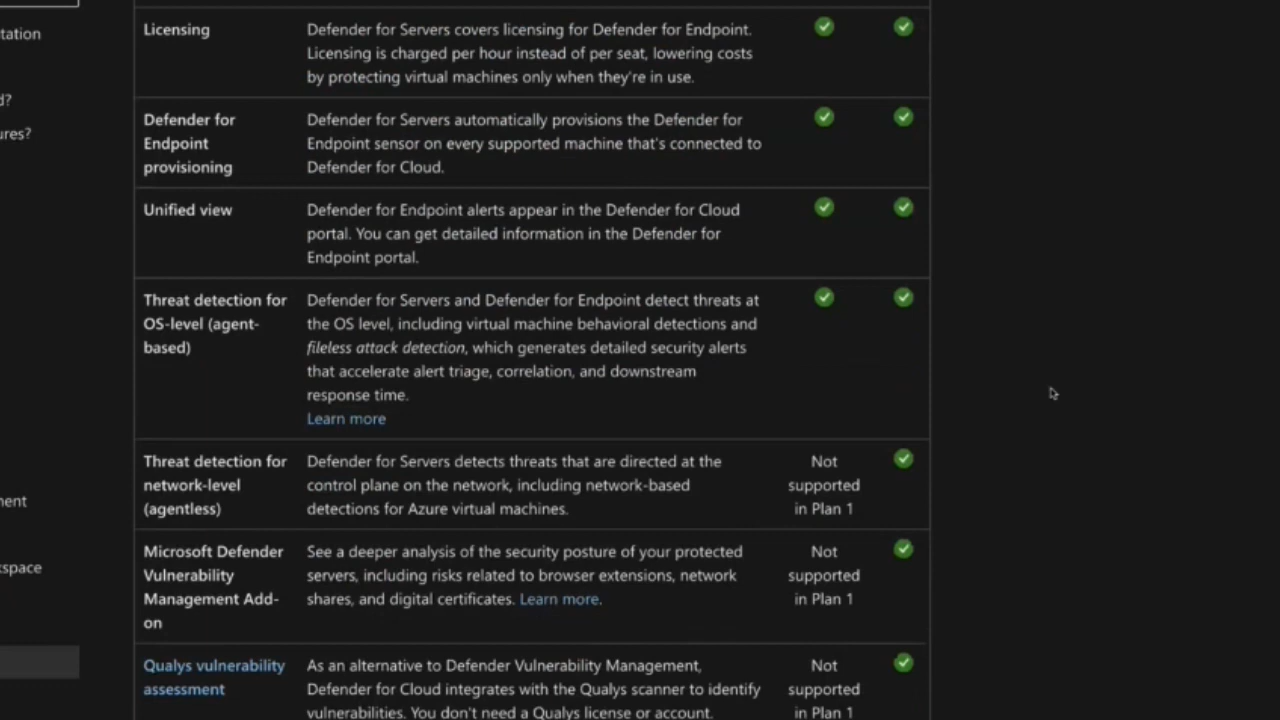 tation
d?
ures?
nent
kspace
Licensing
Defender for Servers covers licensing for Defender for Endpoint.
Licensing is charged per hour instead of per seat, lowering costs
by protecting virtual machines only when they're in use.
Defender for
Endpoint
provisioning
Defender for Servers automatically provisions the Defender for
Endpoint sensor on every supported machine that's connected to
Defender for Cloud.
Unified view
Defender for Endpoint alerts appear in the Defender for Cloud
portal. You can get detailed information in the Defender for
Endpoint portal.
Threat detection for
OS-level (agent-
based)
Defender for Servers and Defender for Endpoint detect threats at
the OS level, including virtual machine behavioral detections and
fileless attack detection, which generates detailed security alerts
that accelerate alert triage, correlation, and downstream
response time.
Learn more
Threat detection for
network-level
(agentless)
Defender for Servers detects threats that are directed at the
control plane on the network, including network-based
detections for Azure virtual machines.
Not
supported
in Plan 1
Microsoft Defender
Vulnerability
Management Add-
on
See a deeper analysis of the security posture of your protected
servers, including risks related to browser extensions, network
shares, and digital certificates. Learn more.
Not
supported
in Plan 1
Qualys vulnerability
assessment
As an alternative to Defender Vulnerability Management,
Defender for Cloud integrates with the Qualys scanner to identify
vulnerabilities. You don't need a Qualys license or account.
Not
supported
in Plan 1